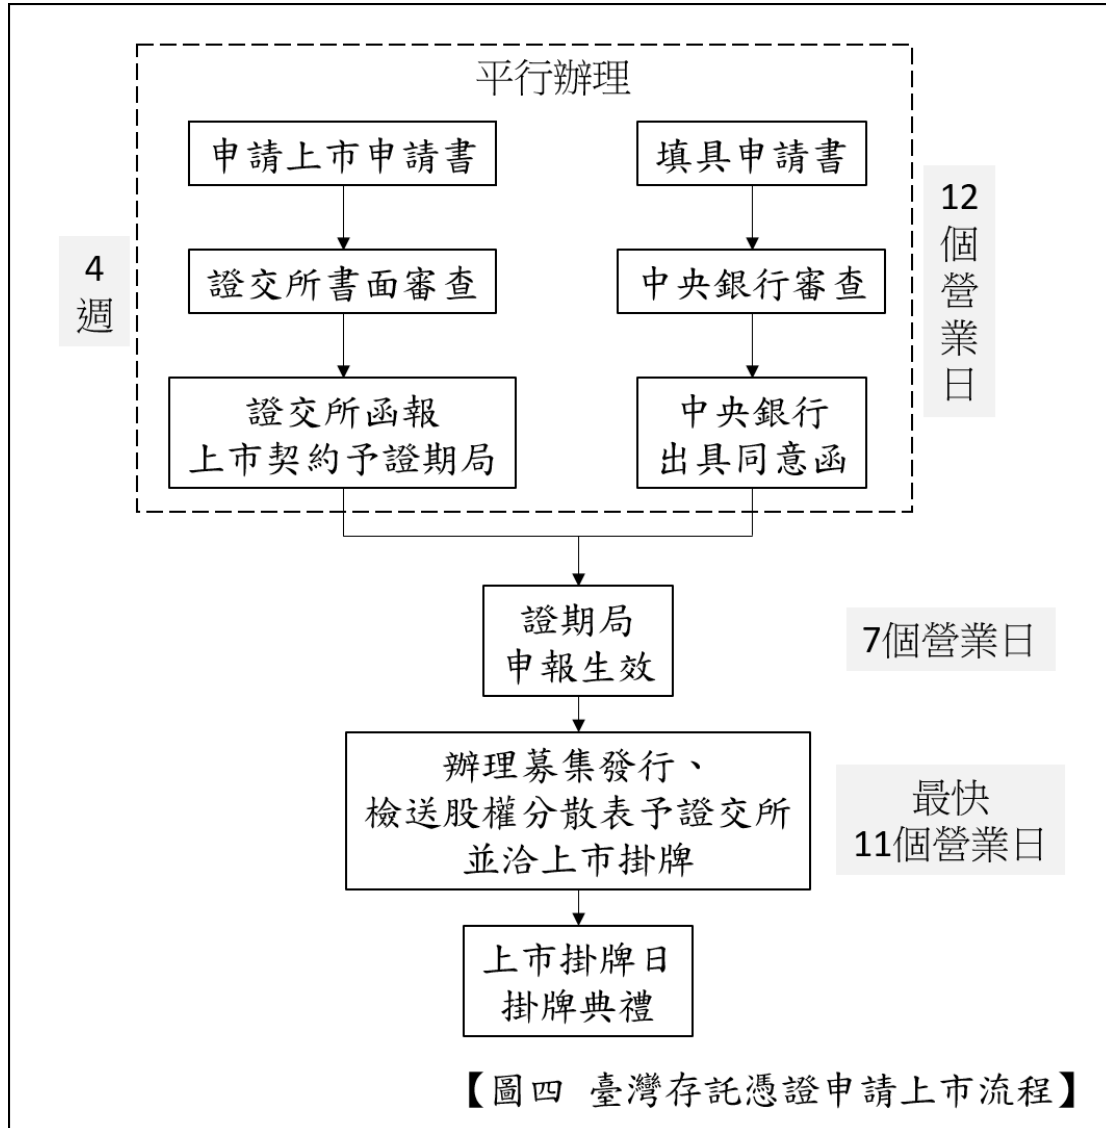 平行辦理
申請上市申請書
證交所書面審查
證交所函報
上市契約予證期局
4
週
填具申請書
中央銀行審查
中央銀行
出具同意函
12
個
營
業
日
證期局
申報生效
7個營業日
辦理募集發行、
檢送股權分散表予證交所
並洽上市掛牌
最快
11個營業日
上市掛牌日
掛牌典禮
【圖四 臺灣存託憑證申請上市流程】